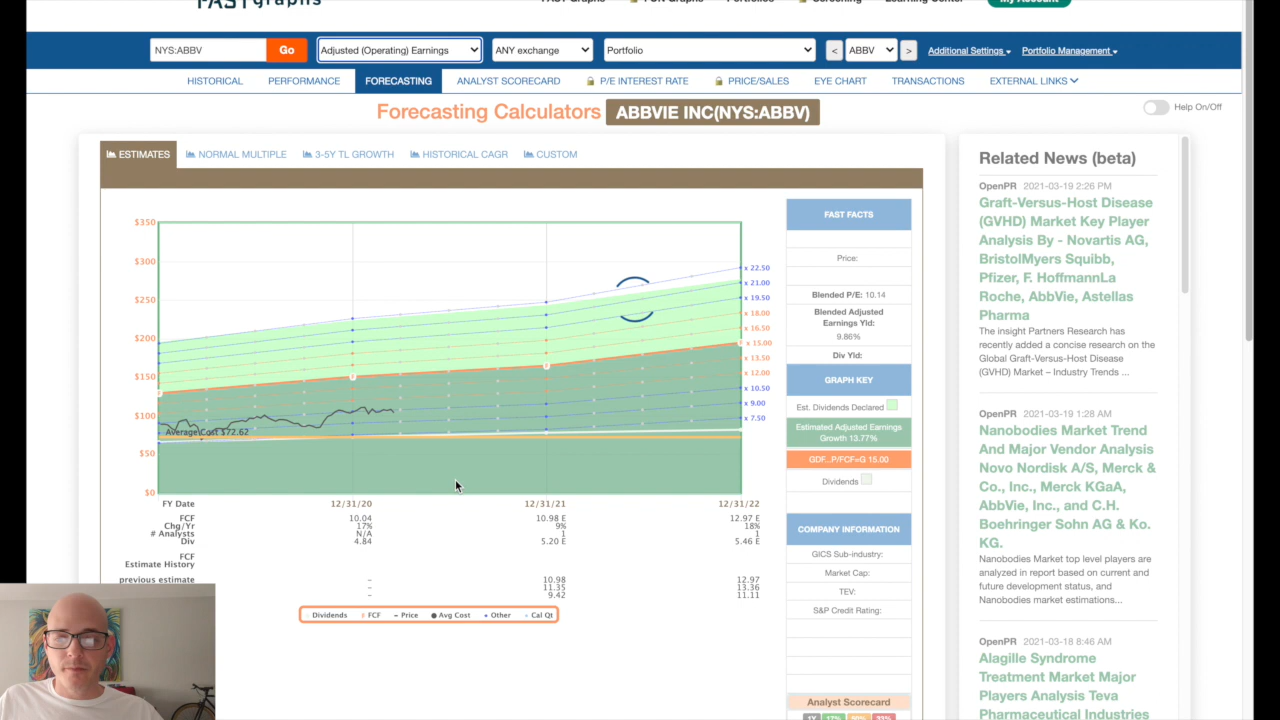 NYS:ABBV
Go
Adjusted (Operating) Earnings
ANY exchange
Portfolio
<
ABBV
>
Additional Settings
Portfolio Management
HISTORICAL
PERFORMANCE
FORECASTING
ANALYST SCORECARD
P/E INTEREST RATE
PRICE/SALES
EYE CHART
TRANSACTIONS
EXTERNAL LINKS
Forecasting Calculators
ABBVIE INC(NYS:ABBV)
Help On/Off
ESTIMATES
NORMAL MULTIPLE
3-5Y TL GROWTH
HISTORICAL CAGR
CUSTOM
$350
$300
$250
$200
$150
$100
$50
$0
Average Cost $72.62
x 22.50
x 21.00
x 19.50
x 18.00
x 16.50
x 15.00
x 13.50
x 12.00
x 10.50
x 9.00
x 7.50
FY Date 12/31/20 12/31/21 12/31/22
FCF 10.04 10.98 E 12.97 E
Chg/Yr 17% 9% 18%
# Analysts N/A 1 1
Div 4.84 5.20 E 5.46 E
FCF
Estimate History
previous estimate – 10.98 12.97
– 11.35 13.36
– 9.42 11.11
Dividends FCF Price Avg Cost Other Cal Qt
FAST FACTS
Price:
Blended P/E: 10.14
Blended Adjusted
Earnings Yld:
9.86%
Div Yld:
GRAPH KEY
Est. Dividends Declared
Estimated Adjusted Earnings
Growth 13.77%
GDF...P/FCF=G 15.00
Dividends
COMPANY INFORMATION
GICS Sub-industry:
Market Cap:
TEV:
S&P Credit Rating:
Analyst Scorecard
Related News (beta)
OpenPR 2021-03-19 2:26 PM
Graft-Versus-Host Disease
(GVHD) Market Key Player
Analysis By - Novartis AG,
BristolMyers Squibb,
Pfizer, F. HoffmannLa
Roche, AbbVie, Astellas
Pharma
The insight Partners Research has
recently added a concise research on the
Global Graft-Versus-Host Disease
(GVHD) Market – Industry Trends ...
OpenPR 2021-03-19 1:28 AM
Nanobodies Market Trend
And Major Vendor Analysis
Novo Nordisk A/S, Merck &
Co., Inc., Merck KGaA,
AbbVie, Inc., and C.H.
Boehringer Sohn AG & Ko.
KG.
Nanobodies Market top level players are
analyzed in report based on current and
future development status, and
Nanobodies market estimations...
OpenPR 2021-03-18 8:46 AM
Alagille Syndrome
Treatment Market Major
Players Analysis Teva
Pharmaceutical Industries